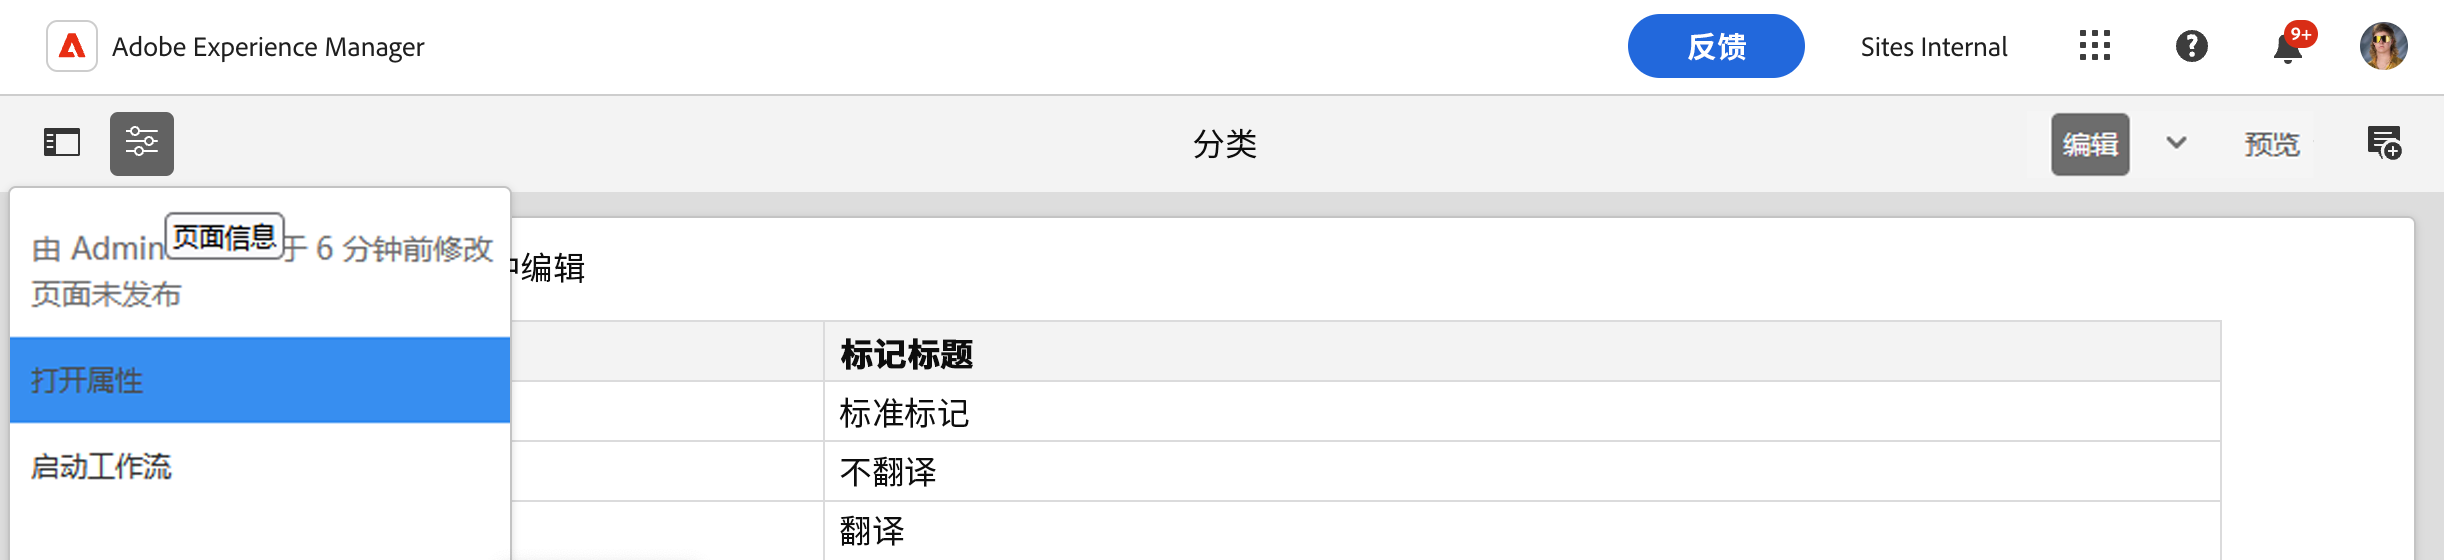 Adobe Experience Manager
反馈
Sites Internal
9+
分类
编辑
预览
页面信息
由 Admin
于 6 分钟前修改
页面未发布
打开属性
启动工作流
编辑
标记标题
标准标记
不翻译
翻译